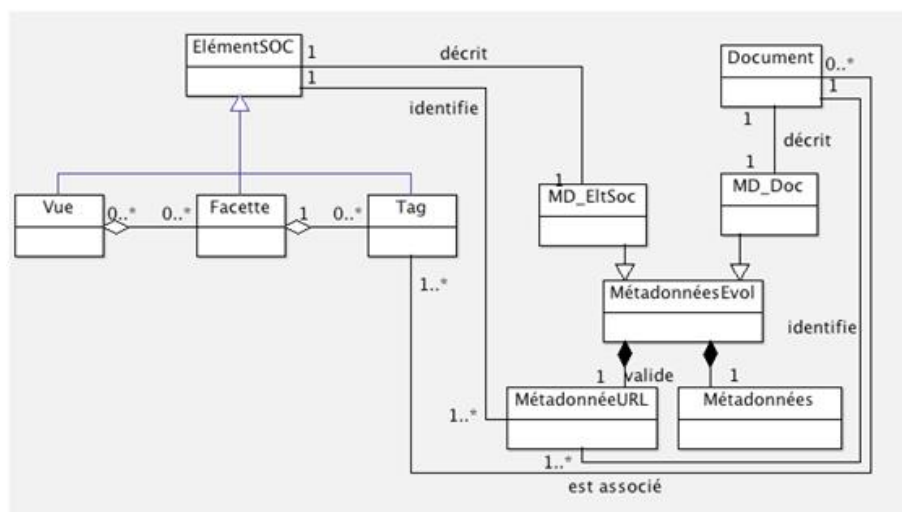 ElémentSOC
1
1
décrit
identifie
Document
0..*
1
1
décrit
1
MD_Doc
1
MD_EltSoc
Vue
0..*
0..*
Facette
1
0..*
Tag
1..*
MétadonnéesEvol
identifie
1
valide
1
MétadonnéeURL
Métadonnées
1..*
1..*
est associé